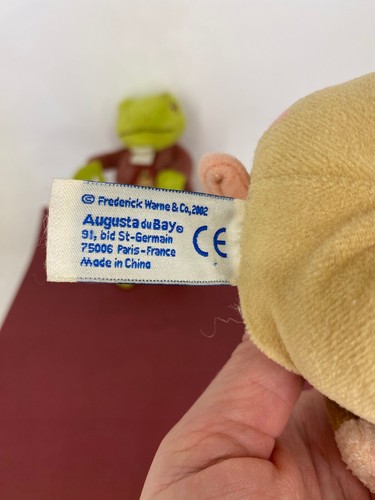 © Frederick Warne & Co, 2002
Augusta du Bay®
91, bld St-Germain
75006 Paris-France
Made in China
CE